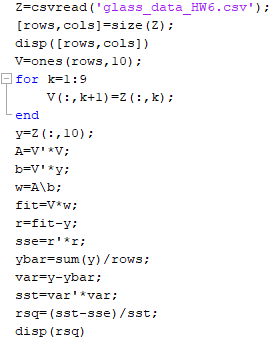 Z=csvread('glass_data_HW6.csv');
[rows,cols]=size(Z);
disp([rows,cols])
V=ones(rows,10);
for k=1:9
    V(:,k+1)=Z(:,k);
end
y=Z(:,10);
A=V'*V;
b=V'*y;
w=A\b;
fit=V*w;
r=fit-y;
sse=r'*r;
ybar=sum(y)/rows;
var=y-ybar;
sst=var'*var;
rsq=(sst-sse)/sst;
disp(rsq)